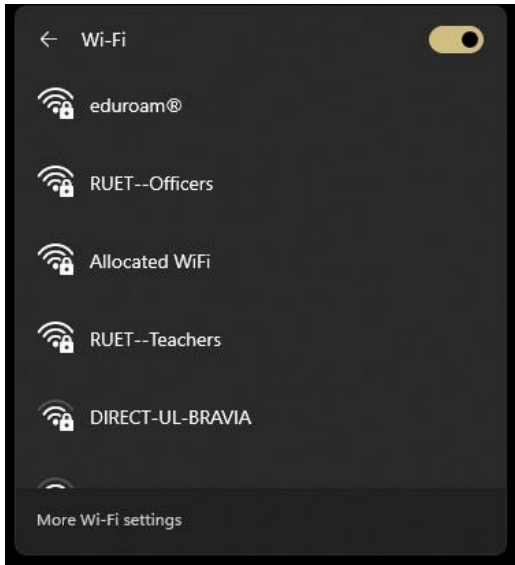 Wi-Fi
eduroam®
RUET--Officers
Allocated WiFi
RUET--Teachers
DIRECT-UL-BRAVIA
More Wi-Fi settings